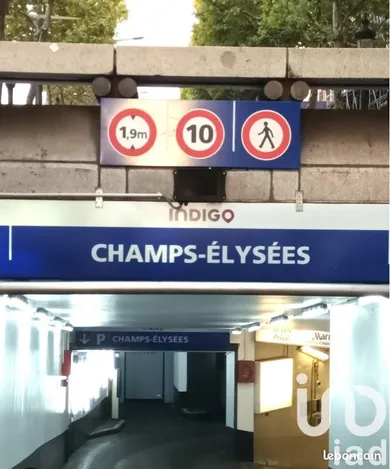 1,9m 10
INDIGO
CHAMPS-ÉLYSÉES
↓ P CHAMPS-ÉLYSÉES
iad
leboncoin